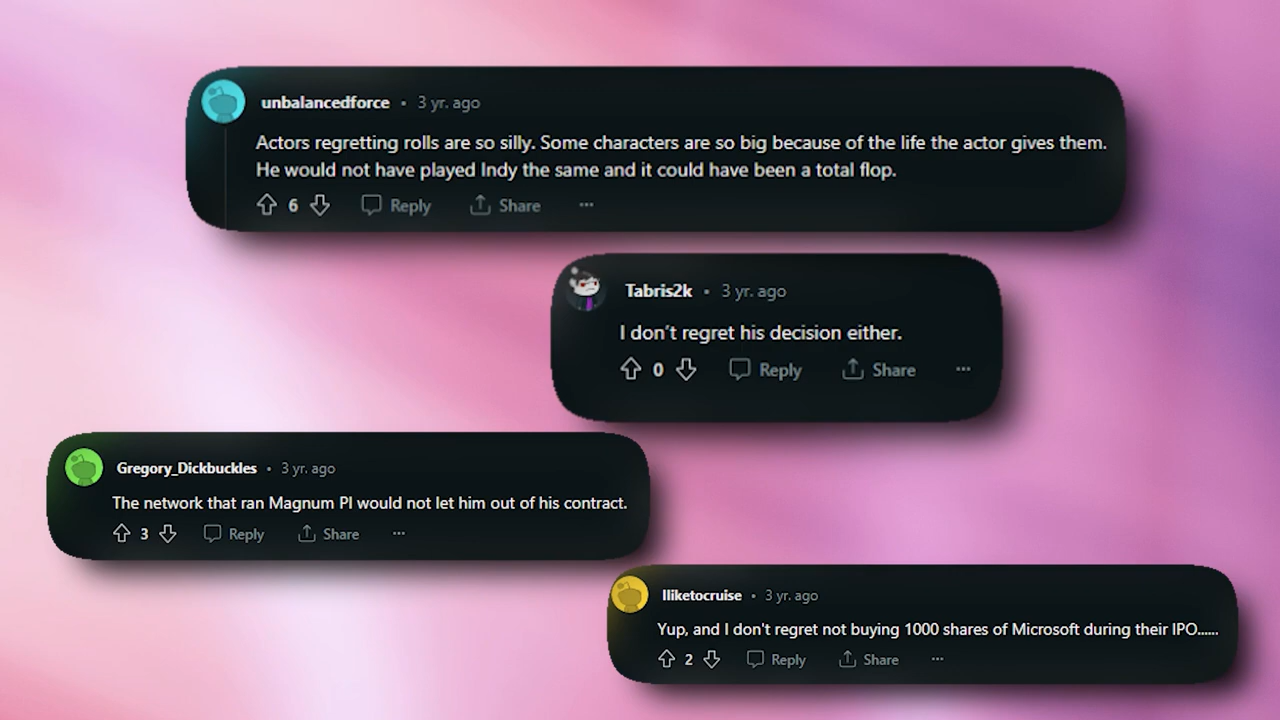 unbalancedforce • 3 yr. ago
Actors regretting rolls are so silly. Some characters are so big because of the life the actor gives them.
He would not have played Indy the same and it could have been a total flop.
6 Reply Share ...
Tabris2k • 3 yr. ago
I don't regret his decision either.
0 Reply Share ...
Gregory_Dickbuckles • 3 yr. ago
The network that ran Magnum PI would not let him out of his contract.
3 Reply Share ...
Iliketocruise • 3 yr. ago
Yup, and I don't regret not buying 1000 shares of Microsoft during their IPO......
2 Reply Share ...